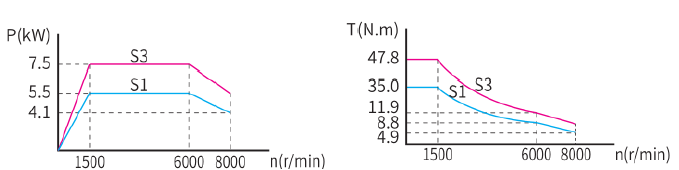 P(kW)
7.5
5.5
4.1
S3
S1
1500
6000
8000
n(r/min)
T(N.m)
47.8
35.0
11.9
8.8
4.9
S1
S3
1500
6000
8000
n(r/min)